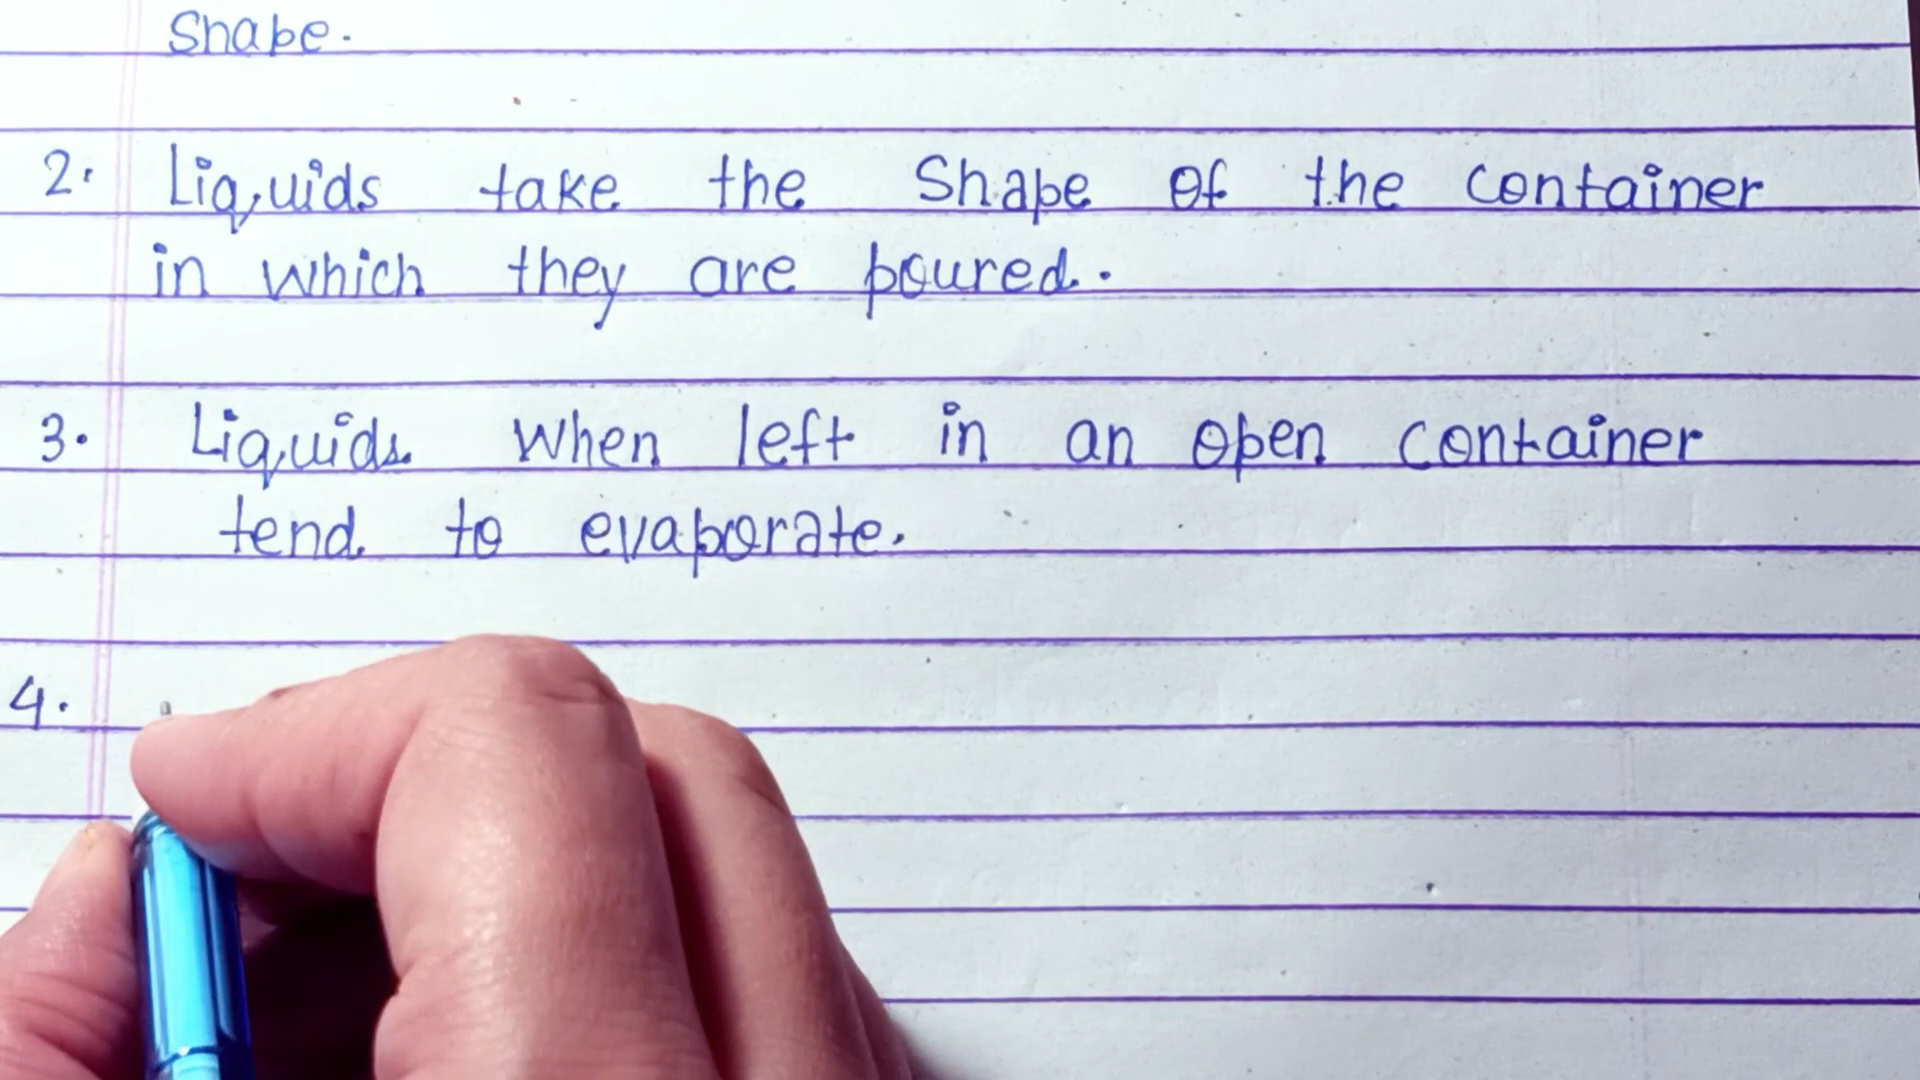 Shape.
2. Liquids take the Shape of the container
in which they are poured.
3. Liquids when left in an open container
tend to evaporate.
4.